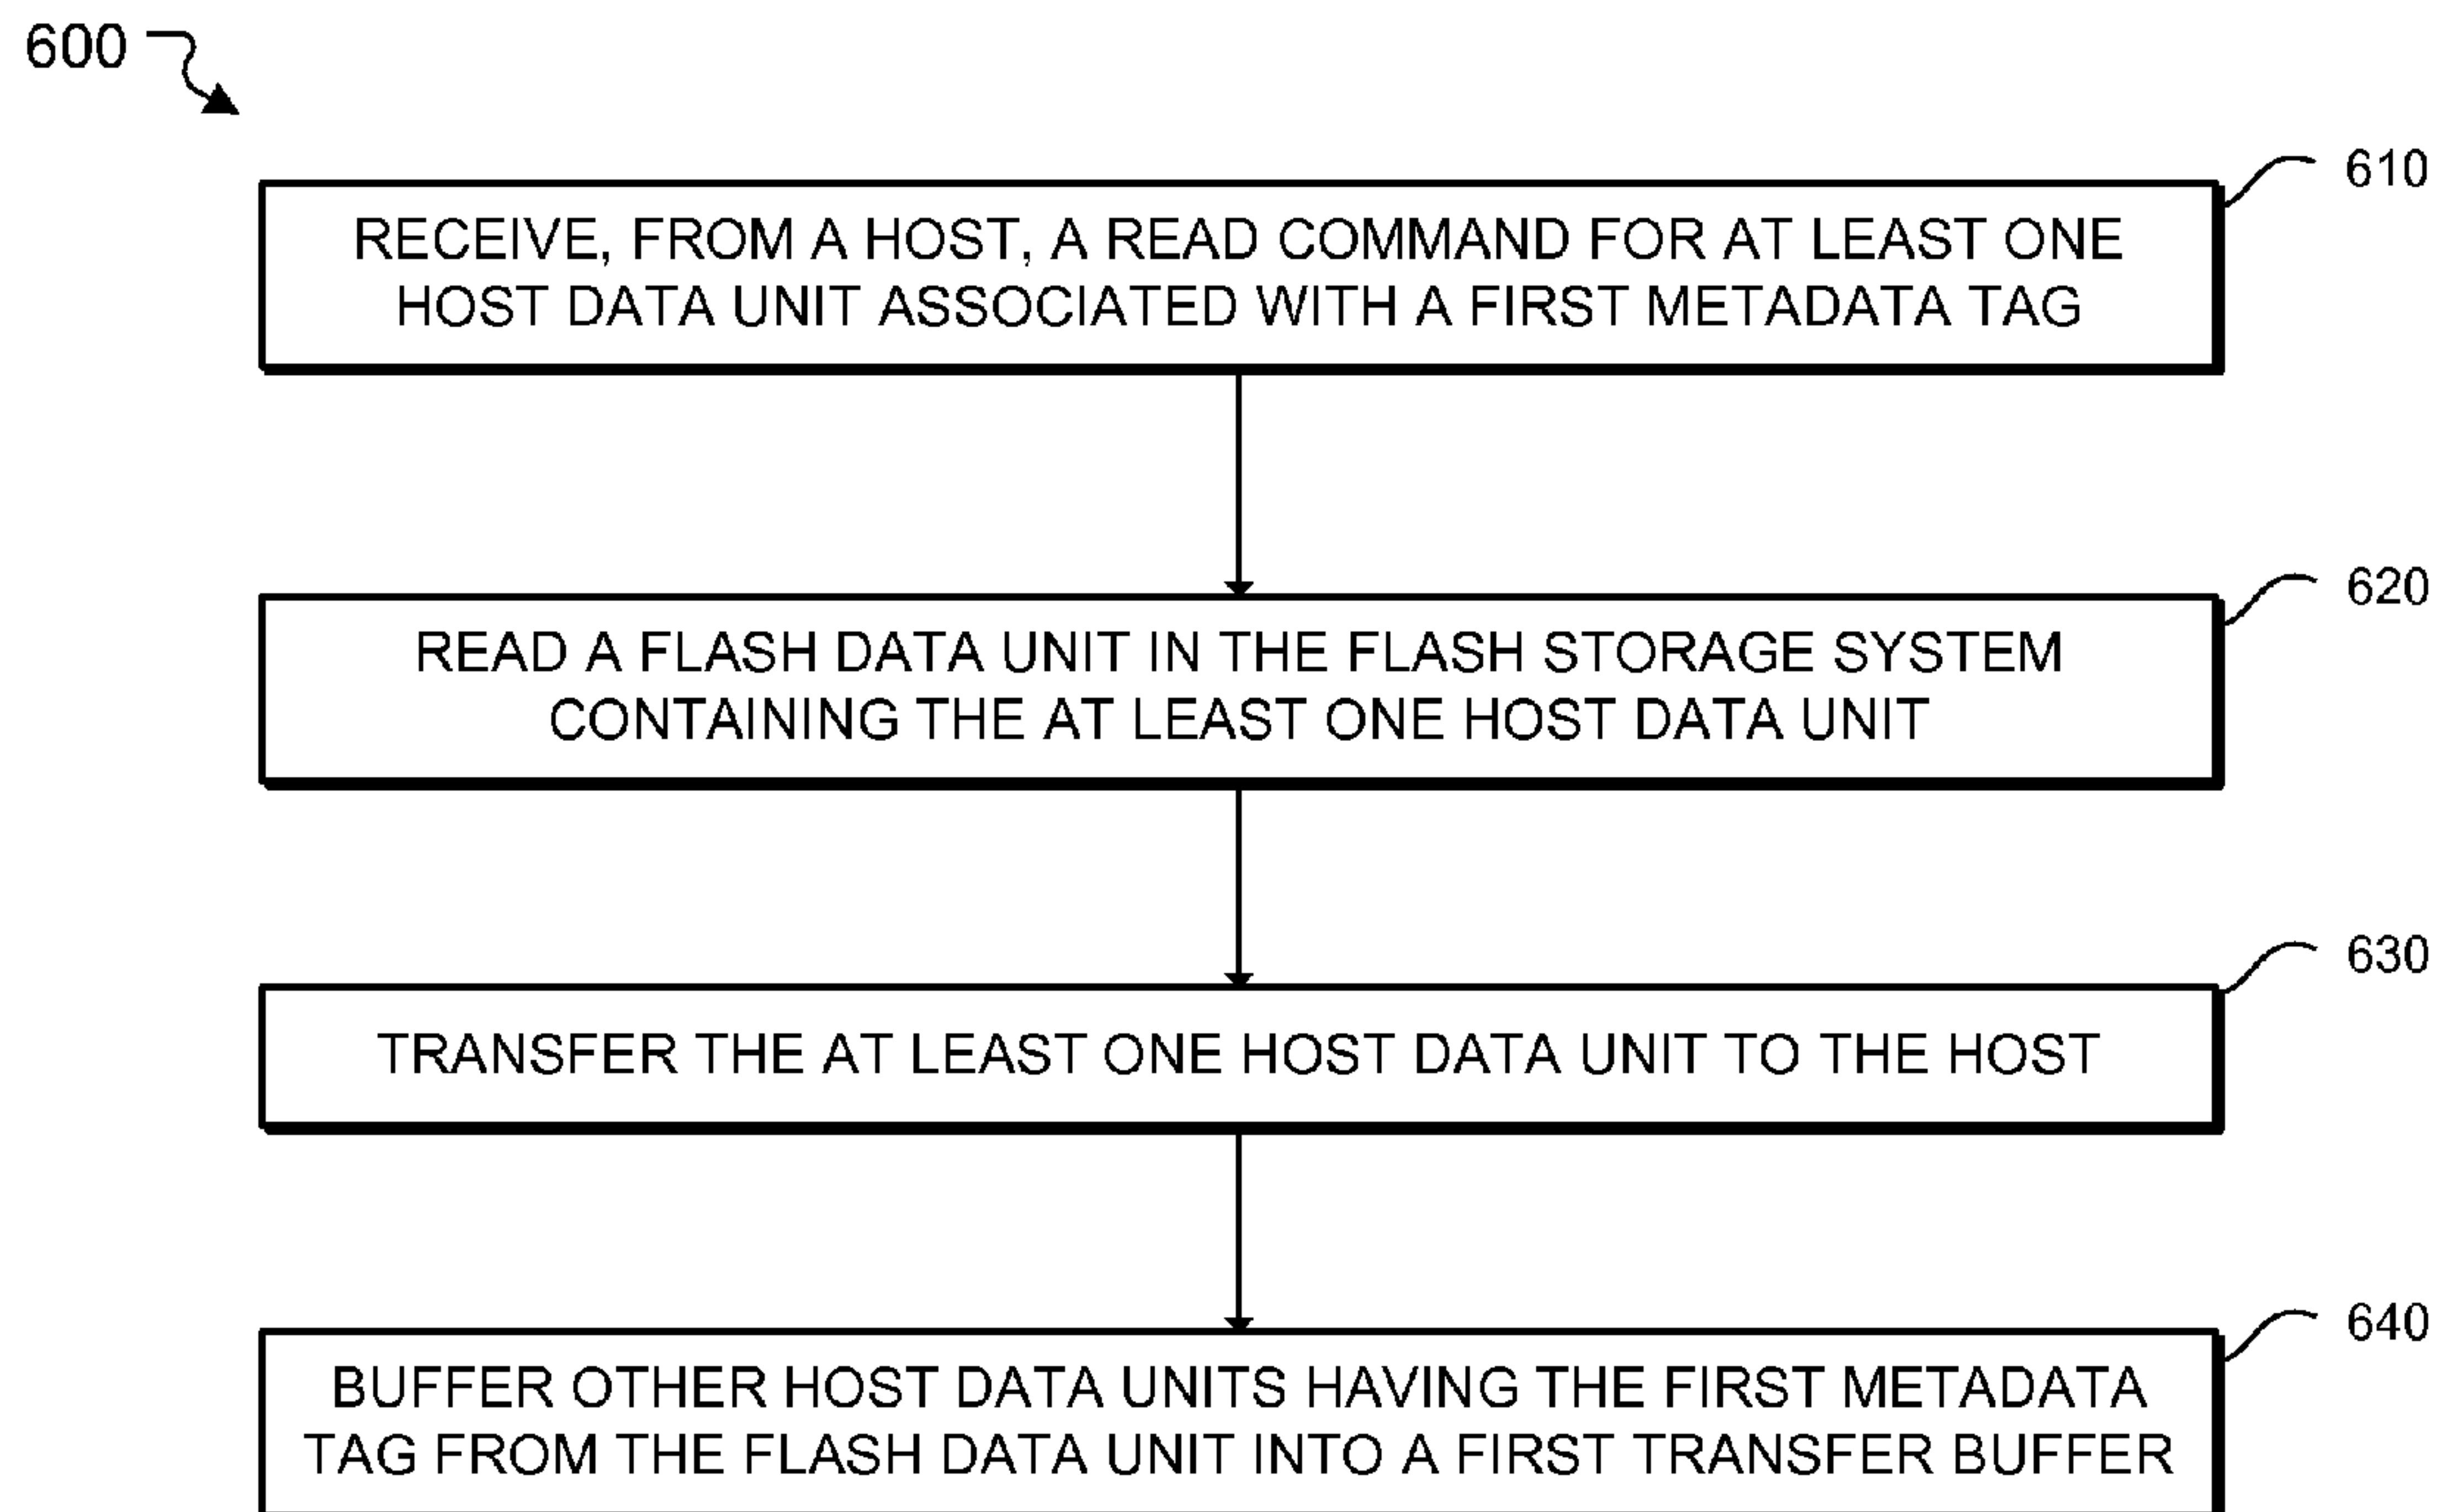 600
610
RECEIVE, FROM A HOST, A READ COMMAND FOR AT LEAST ONE
HOST DATA UNIT ASSOCIATED WITH A FIRST METADATA TAG
620
READ A FLASH DATA UNIT IN THE FLASH STORAGE SYSTEM
CONTAINING THE AT LEAST ONE HOST DATA UNIT
630
TRANSFER THE AT LEAST ONE HOST DATA UNIT TO THE HOST
640
BUFFER OTHER HOST DATA UNITS HAVING THE FIRST METADATA
TAG FROM THE FLASH DATA UNIT INTO A FIRST TRANSFER BUFFER